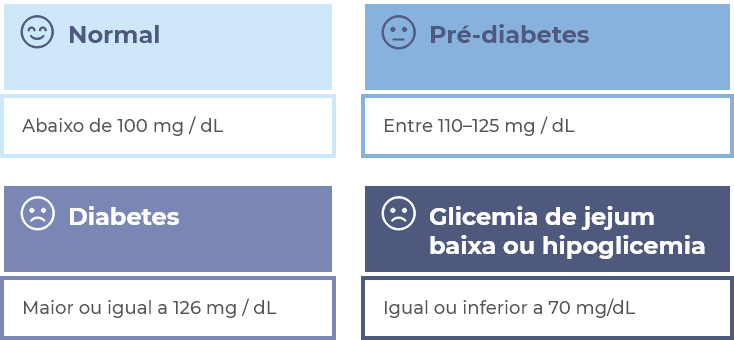 Normal
Abaixo de 100 mg / dL
Pré-diabetes
Entre 110–125 mg / dL
Diabetes
Maior ou igual a 126 mg / dL
Glicemia de jejum
baixa ou hipoglicemia
Igual ou inferior a 70 mg/dL